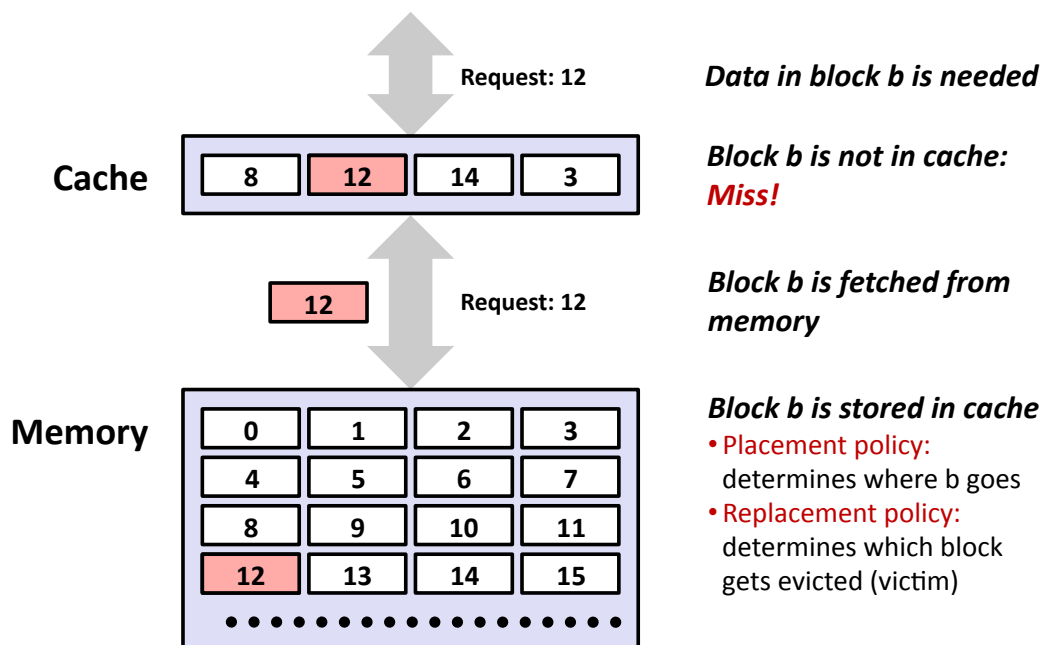 Request: 12
Data in block b is needed
Cache
8 12 14 3
Block b is not in cache:
Miss!
12
Request: 12
Block b is fetched from
memory
Memory
0 1 2 3
4 5 6 7
8 9 10 11
12 13 14 15
Block b is stored in cache
• Placement policy:
determines where b goes
• Replacement policy:
determines which block
gets evicted (victim)